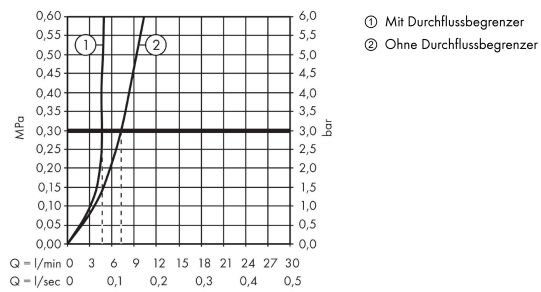 0,60 6,0
0,55 5,5
0,50 5,0
0,45 4,5
0,40 4,0
0,35 3,5
0,30 3,0
0,25 2,5
0,20 2,0
0,15 1,5
0,10 1,0
0,05 0,5
0,00 0,0
MPa
bar
1 2
Q = l/min 0 3 6 9 12 15 18 21 24 27 30
Q = l/sec 0 0,1 0,2 0,3 0,4 0,5
① Mit Durchflussbegrenzer
② Ohne Durchflussbegrenzer